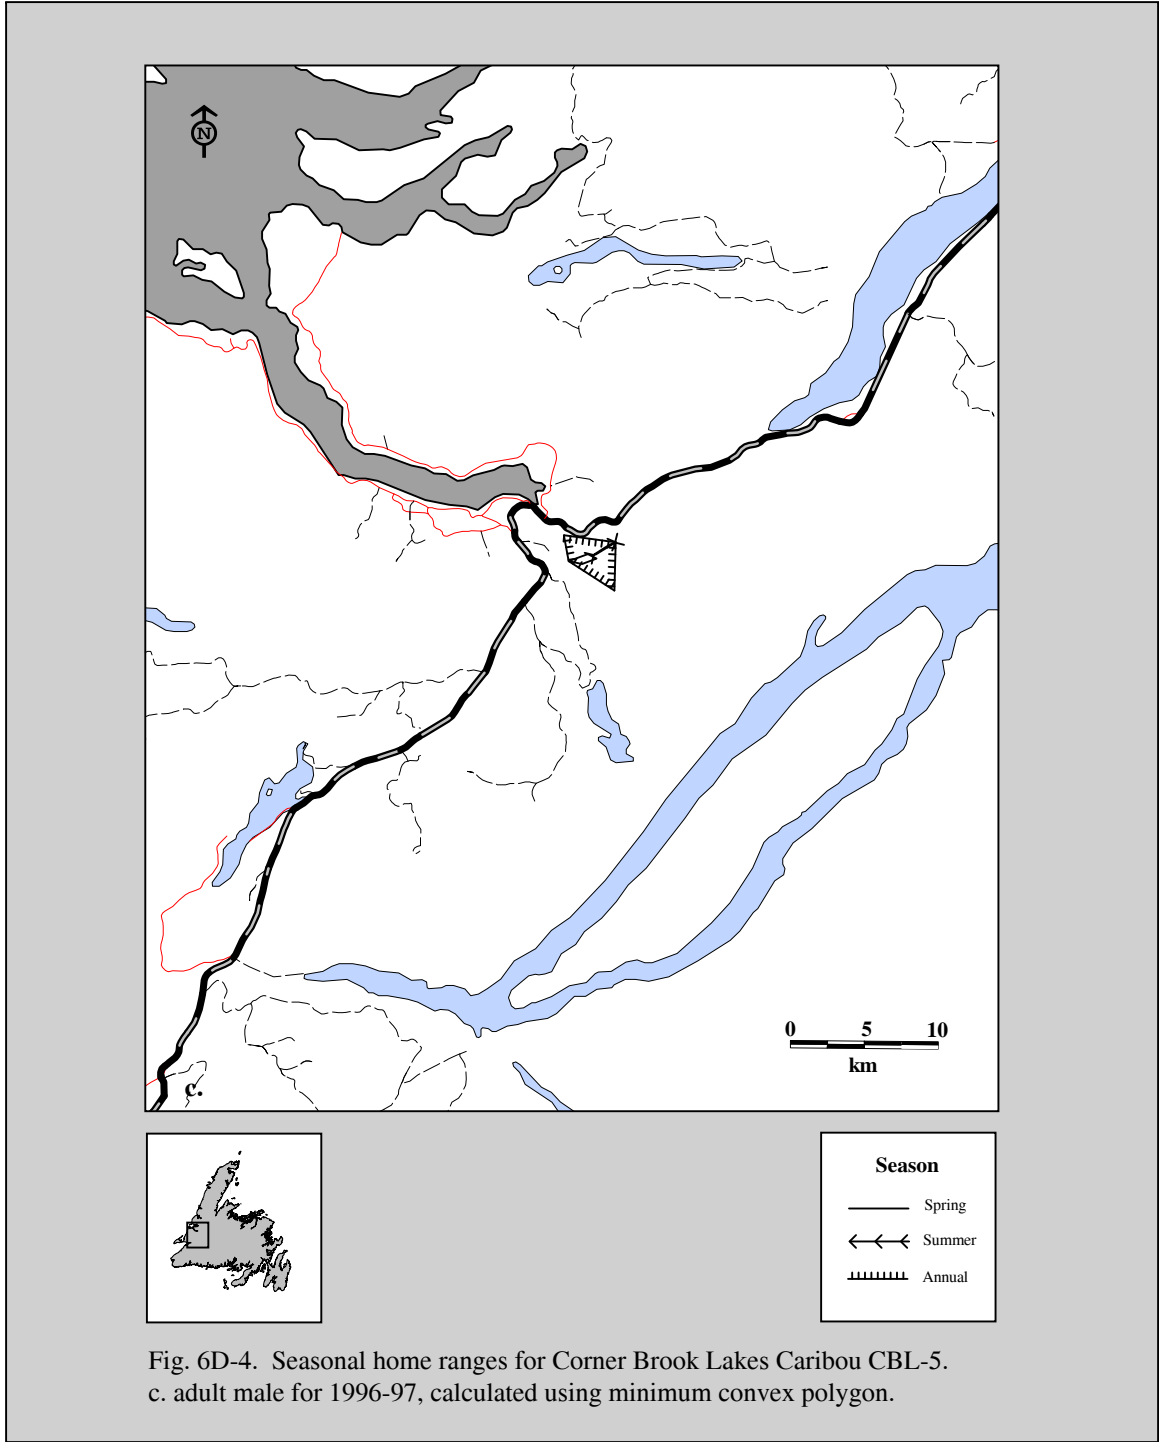 N
0 5 10
km
c.
Season
Spring
Summer
Annual
Fig. 6D-4. Seasonal home ranges for Corner Brook Lakes Caribou CBL-5.
c. adult male for 1996-97, calculated using minimum convex polygon.